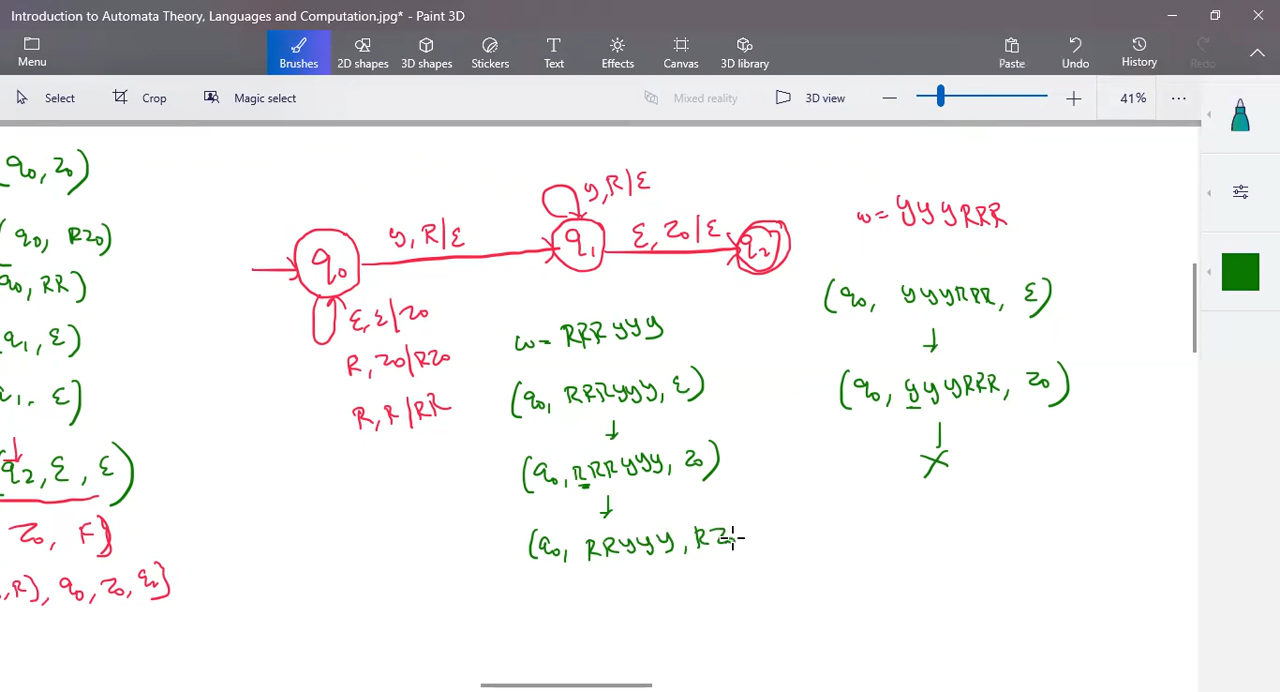 Introduction to Automata Theory, Languages and Computation.jpg* - Paint 3D
Menu
Brushes
2D shapes
3D shapes
Stickers
Text
Effects
Canvas
3D library
Paste
Undo
History
Redo
Select
Crop
Magic select
Mixed reality
3D view
41%
q0, z0)
(q0, Rz0)
q0, RR)
q1, ε)
q1, ε)
q2, ε, ε)
z0, F}
,R}, q0, z0, q2}
q0
y, R|ε
y, R|ε
q1
ε, z0|ε
q2
ε, ε/z0
R, z0/Rz0
R, R/RR
w= RRRyyy
(q0, RRRyyy, ε)
(q0, RRRyyy, z0)
(q0, RRyyy, Rz
w= yyyRRR
(q0, yyyRRR, ε)
(q0, yyyRRR, z0)
X